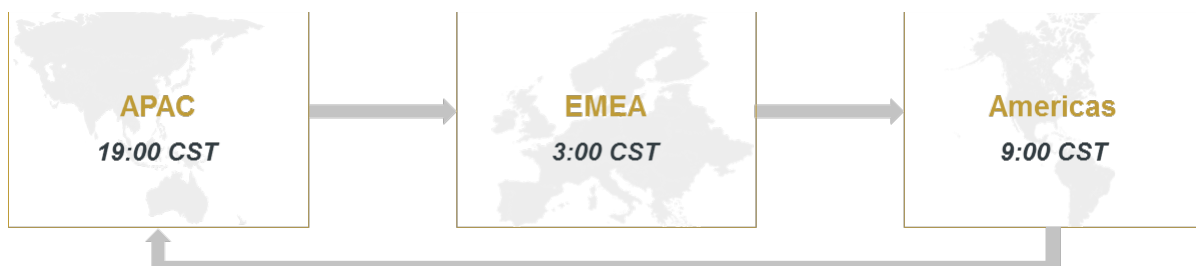 APAC
19:00 CST
EMEA
3:00 CST
Americas
9:00 CST